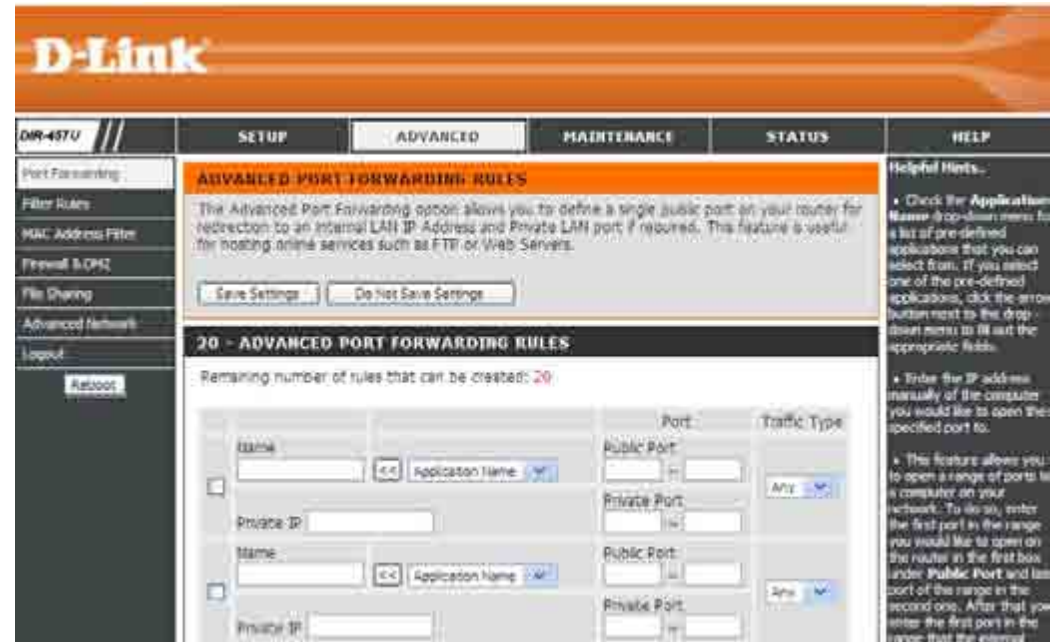 D-Link
DIR-457U
SETUP
ADVANCED
MAINTENANCE
STATUS
HELP
Port Forwarding
Filter Rules
MAC Address Filter
Firewall & DMZ
File Sharing
Advanced Network
Logout
Reboot
ADVANCED PORT FORWARDING RULES
The Advanced Port Forwarding option allows you to define a single public port on your router for
redirection to an internal LAN IP Address and Private LAN port if required. This feature is useful
for hosting online services such as FTP or Web Servers.
Save Settings
Do Not Save Settings
20 - ADVANCED PORT FORWARDING RULES
Remaining number of rules that can be created: 20
Port
Traffic Type
Name
<<
Application Name
Public Port
~
Any
Private IP
Private Port
~
Name
<<
Application Name
Public Port
~
Any
Private IP
Private Port
~
Helpful Hints..
• Check the Application
Name drop-down menu for
a list of pre-defined
applications that you can
select from. If you select
one of the pre-defined
applications, click the arrow
button next to the drop-
down menu to fill out the
appropriate fields.
• Enter the IP address
manually of the computer
you would like to open the
specified port to.
• This feature allows you
to open a range of ports to
a computer on your
network. To do so, enter
the first port in the range
you would like to open on
the router in the first box
under Public Port and last
port of the range in the
second one. After that you
enter the first port in the
range that the internal